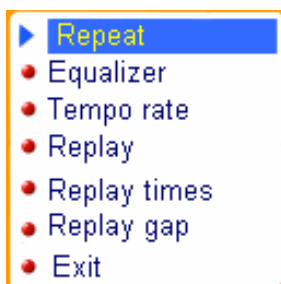 Repeat
Equalizer
Tempo rate
Replay
Replay times
Replay gap
Exit